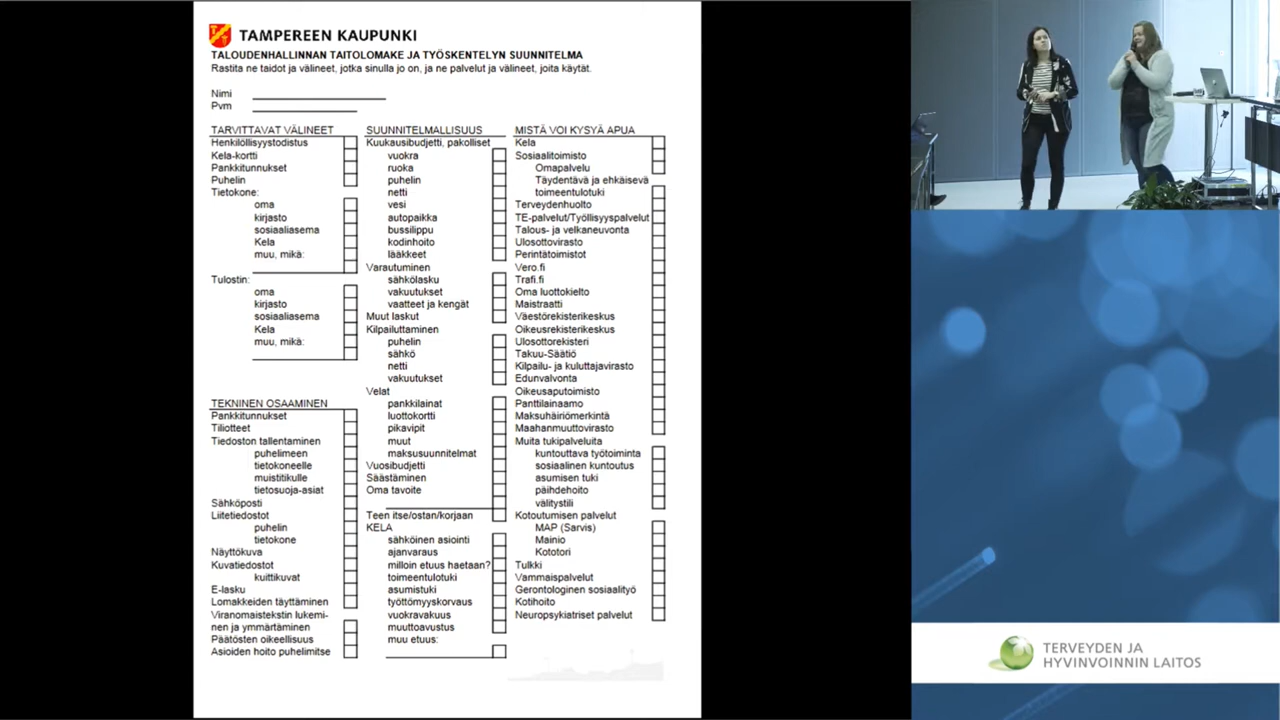 TAMPEREEN KAUPUNKI
TALOUDENHALLINNAN TAITOLOMAKE JA TYÖSKENTELYN SUUNNITELMA
Rastita ne taidot ja välineet, jotka sinulla jo on, ja ne palvelut ja välineet, joita käytät.
Nimi
Pvm
TARVITTAVAT VÄLINEET
Henkilöllisyystodistus
Kela-kortti
Pankkitunnukset
Puhelin
Tietokone:
oma
kirjasto
sosiaaliasema
Kela
muu, mikä:
Tulostin:
oma
kirjasto
sosiaaliasema
Kela
muu, mikä:
TEKNINEN OSAAMINEN
Pankkitunnukset
Tiliotteet
Tiedoston tallentaminen
puhelimeen
tietokoneelle
muistitikulle
tietosuoja-asiat
Sähköposti
Liitetiedostot
puhelin
tietokone
Näyttökuva
Kuvatiedostot
kuittikuvat
E-lasku
Lomakkeiden täyttäminen
Viranomaistekstin lukemi-
nen ja ymmärtäminen
Päätösten oikeellisuus
Asioiden hoito puhelimitse
SUUNNITELMALLISUUS
Kuukausibudjetti, pakolliset
vuokra
ruoka
puhelin
netti
vesi
autopaikka
bussilippu
kodinhoito
lääkkeet
Varautuminen
sähkölasku
vakuutukset
vaatteet ja kengät
Muut laskut
Kilpailuttaminen
puhelin
sähkö
netti
vakuutukset
Velat
pankkilainat
luottokortti
pikavipit
muut
maksusuunnitelmat
Vuosibudjetti
Säästäminen
Oma tavoite
Teen itse/ostan/korjaan
KELA
sähköinen asiointi
ajanvaraus
milloin etuus haetaan?
toimeentulotuki
asumistuki
työttömyyskorvaus
vuokravakuus
muuttoavustus
muu etuus:
MISTÄ VOI KYSYÄ APUA
Kela
Sosiaalitoimisto
Omapalvelu
Täydentävä ja ehkäisevä
toimeentulotuki
Terveydenhuolto
TE-palvelut/Työllisyyspalvelut
Talous- ja velkaneuvonta
Ulosottovirasto
Perintätoimistot
Vero.fi
Trafi.fi
Oma luottokielto
Maistraatti
Väestörekisterikeskus
Oikeusrekisterikeskus
Ulosottorekisteri
Takuu-Säätiö
Kilpailu- ja kuluttajavirasto
Edunvalvonta
Oikeusaputoimisto
Panttilainaamo
Maksuhäiriömerkintä
Maahanmuuttovirasto
Muita tukipalveluita
kuntouttava työtoiminta
sosiaalinen kuntoutus
asumisen tuki
päihdehoito
välitystili
Kotoutumisen palvelut
MAP (Sarvis)
Mainio
Kototori
Tulkki
Vammaispalvelut
Gerontologinen sosiaalityö
Kotihoito
Neuropsykiatriset palvelut
TERVEYDEN JA
HYVINVOINNIN LAITOS